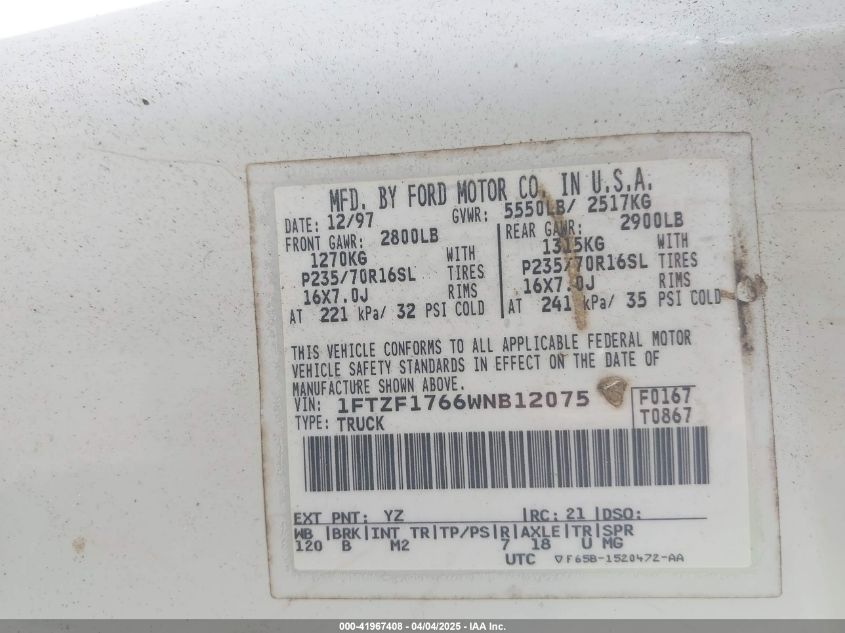 MFD. BY FORD MOTOR CO. IN U.S.A.
DATE: 12/97 GVWR: 5550LB/ 2517KG
FRONT GAWR: 2800LB REAR GAWR: 2900LB
1270KG WITH 1315KG WITH
P235/70R16SL TIRES P235/70R16SL TIRES
16X7.0J RIMS 16X7.0J RIMS
AT 221 kPa/ 32 PSI COLD AT 241 kPa/ 35 PSI COLD
THIS VEHICLE CONFORMS TO ALL APPLICABLE FEDERAL MOTOR
VEHICLE SAFETY STANDARDS IN EFFECT ON THE DATE OF
MANUFACTURE SHOWN ABOVE.
VIN: 1FTZF1766WNB12075 F0167
TYPE: TRUCK T0867
EXT PNT: YZ |RC: 21 |DSO:
WB |BRK|INT TR|TP/PS|R|AXLE|TR|SPR
120 B M2 7 18 U MG
UTC ▽F65B-1520472-AA
000-41967408 - 04/04/2025 - IAA Inc.